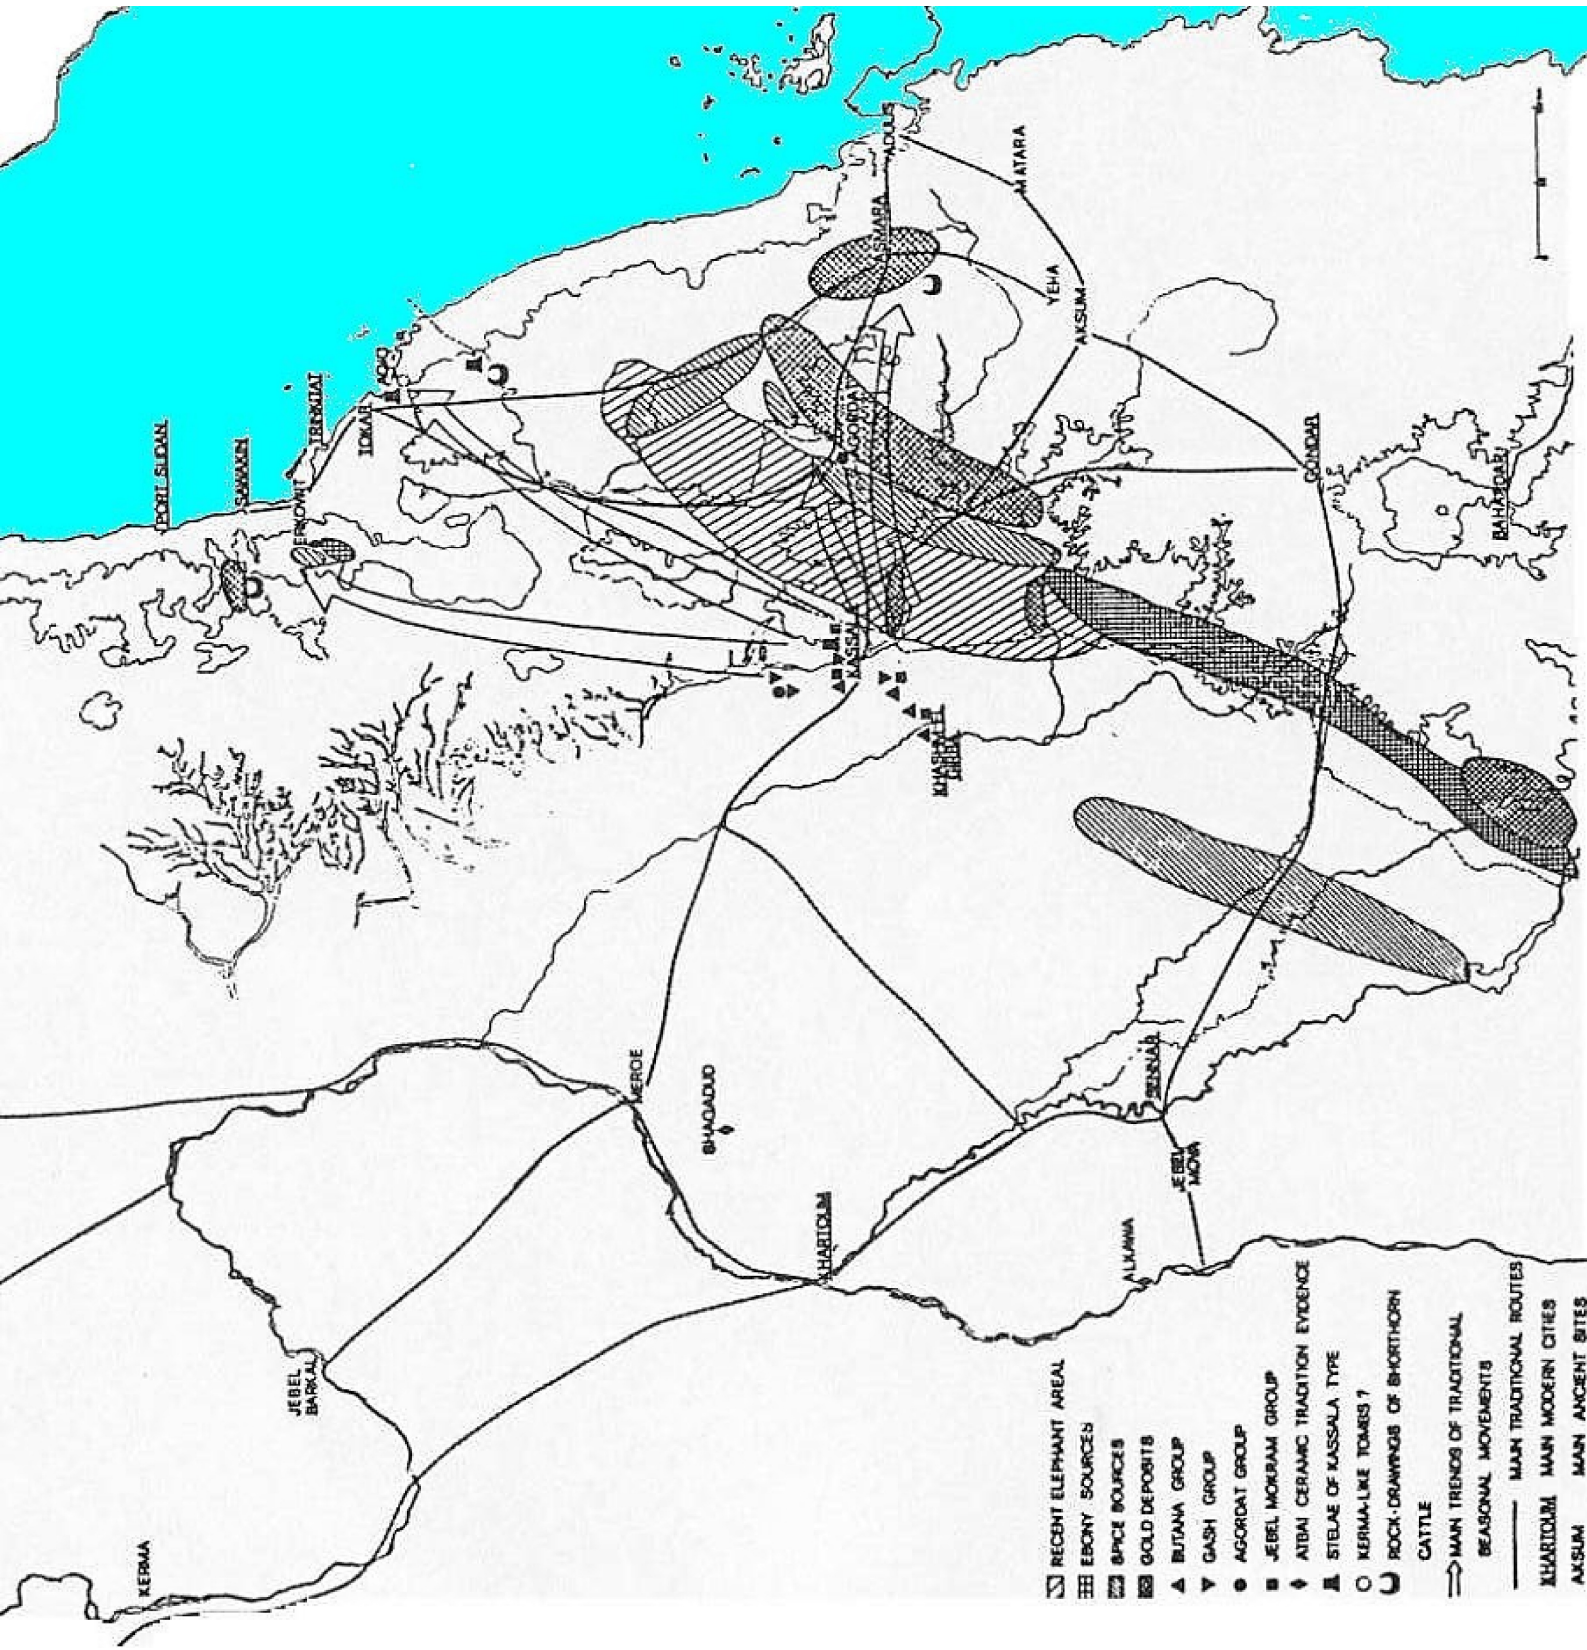 PORT SUDAN
SAWAKIN
TRINKITAT
ERKOWIT
TOKAR
AQIQ
ADULIS
ASMARA
MATARA
YEHA
AKSUM
AGORDAT
KASSALA
KHASHM EL
GIRBA
GONDAR
BAHARDAR
MEROE
SHAQADUD
KHARTOUM
SENNAR
JEBEL
MOYA
ALKAWA
JEBEL
BARKAL
KERMA
RECENT ELEPHANT AREAL
EBONY SOURCES
SPICE SOURCES
GOLD DEPOSITS
BUTANA GROUP
GASH GROUP
AGORDAT GROUP
JEBEL MOKRAM GROUP
ATBAI CERAMIC TRADITION EVIDENCE
STELAE OF KASSALA TYPE
KERMA-LIKE TOMBS ?
ROCK-DRAWINGS OF SHORTHORN
CATTLE
MAIN TRENDS OF TRADITIONAL
SEASONAL MOVEMENTS
MAIN TRADITIONAL ROUTES
KHARTOUM MAIN MODERN CITIES
AKSUM MAIN ANCIENT SITES